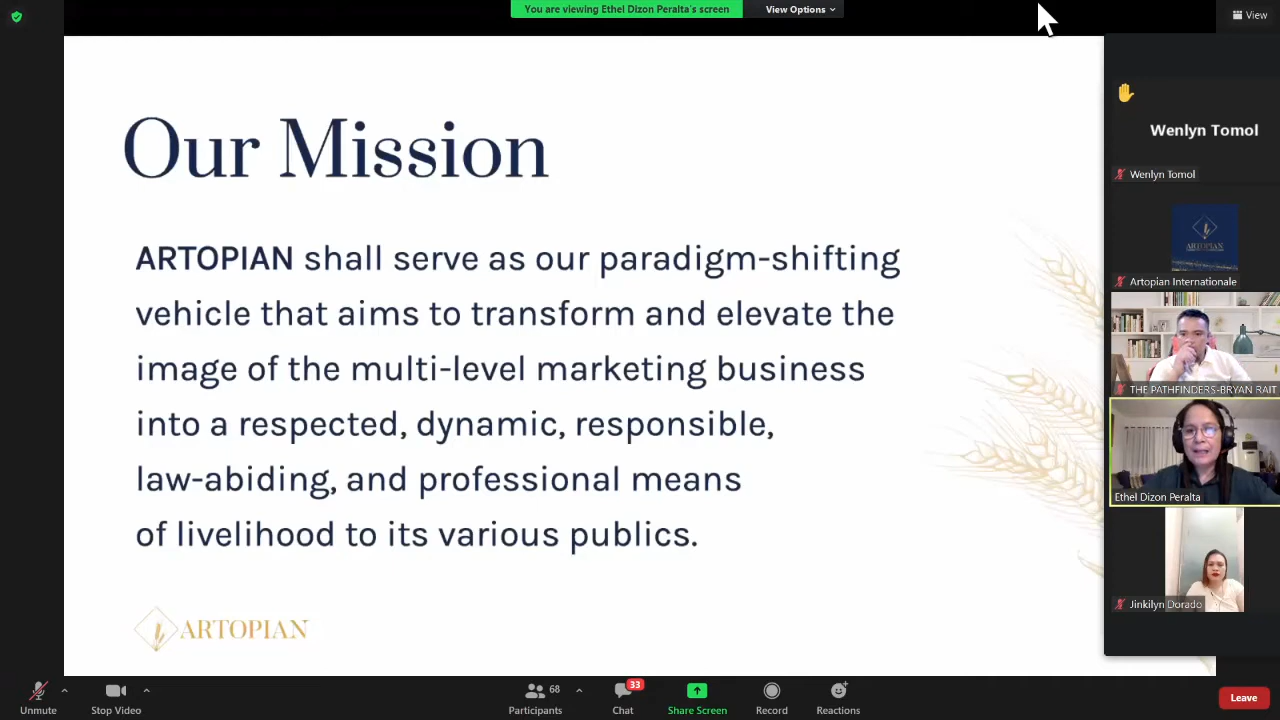 You are viewing Ethel Dizon Peralta's screen
View Options
View
Our Mission
ARTOPIAN shall serve as our paradigm-shifting
vehicle that aims to transform and elevate the
image of the multi-level marketing business
into a respected, dynamic, responsible,
law-abiding, and professional means
of livelihood to its various publics.
ARTOPIAN
Wenlyn Tomol
Wenlyn Tomol
ARTOPIAN
Artopian Internationale
THE PATHFINDERS-BRYAN RAIT
Ethel Dizon Peralta
Jinkilyn Dorado
Unmute
Stop Video
68
Participants
33
Chat
Share Screen
Record
Reactions
Leave